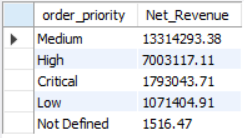 order_priority Net_Revenue
Medium 13314293.38
High 7003117.11
Critical 1793043.71
Low 1071404.91
Not Defined 1516.47